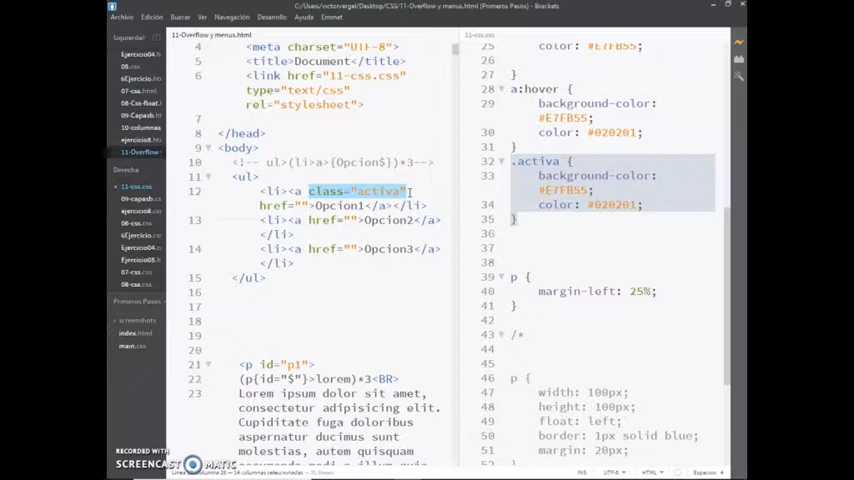 C:/Users/victorvergel/Desktop/CSS/11-Overflow y menus.html (Primeros Pasos) - Brackets
Archivo Edición Buscar Ver Navegación Desarrollo Ayuda Emmet
Izquierda
Ejercicio04.h
05.css
6Ejercicio.ht
07-css.html
08-Css-float.
09-Capasb.h
10-columnas
ejercicio8.h
11-Overflow-
Derecha
11-css.css
09-capasb.cs
ejercicio8.cs
6Ejercicio.cs
Ejercicio04.c
05-css.css
07-css.css
08-css.css
Primeros Pasos
screenshots
index.html
main.css
11-Overflow y menus.html
4 <meta charset="UTF-8">
5 <title>Document</title>
6 <link href="11-css.css"
type="text/css"
rel="stylesheet">
7
8 </head>
9 <body>
10 <!-- ul>(li>a>{Opcion$})*3-->
11 <ul>
12 <li><a class="activa"
href="">Opcion1</a></li>
13 <li><a href="">Opcion2</a>
</li>
14 <li><a href="">Opcion3</a>
</li>
15 </ul>
16
17
18
19
20
21 <p id="p1">
22 (p{id="$"}>lorem)*3<BR>
23 Lorem ipsum dolor sit amet,
consectetur adipisicing elit.
Cupiditate fuga doloribus
aspernatur ducimus sunt
molestias, autem quisquam
11-css.css
25 color: #E7FB55;
27 }
28 a:hover {
29 background-color:
#E7FB55;
30 color: #020201;
31 }
32 .activa {
33 background-color:
#E7FB55;
34 color: #020201;
35 }
36
37
38
39 p {
40 margin-left: 25%;
41 }
42
43 /*
44
45
46 p {
47 width: 100px;
48 height: 100px;
49 float: left;
50 border: 1px solid blue;
51 margin: 20px;
52 }
14 columnas seleccionadas
INS UTF-8 HTML Espacios
RECORDED WITH
SCREENCAST MATIC